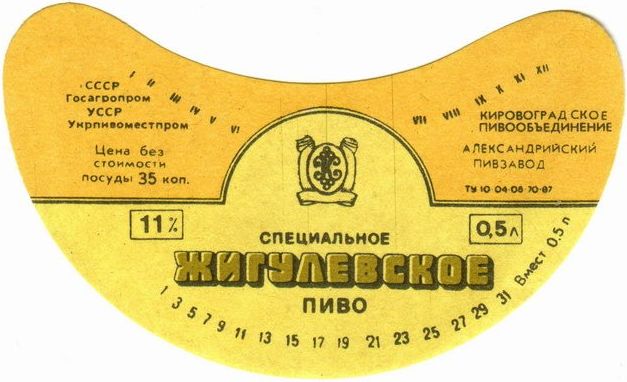 СССР
Госагропром
УССР
Укрпивоместпром
Цена без
стоимости
посуды 35 коп.
I II III IV V VI
VII VIII IX X XI XII
КИРОВОГРАДСКОЕ
ПИВООБЪЕДИНЕНИЕ
АЛЕКСАНДРИЙСКИЙ
ПИВЗАВОД
ТУ 10-04-06-70-87
11%
0,5 л
СПЕЦИАЛЬНОЕ
ЖИГУЛЕВСКОЕ
ПИВО
1 3 5 7 9 11 13 15 17 19 21 23 25 27 29 31
Вмест 0.5 л